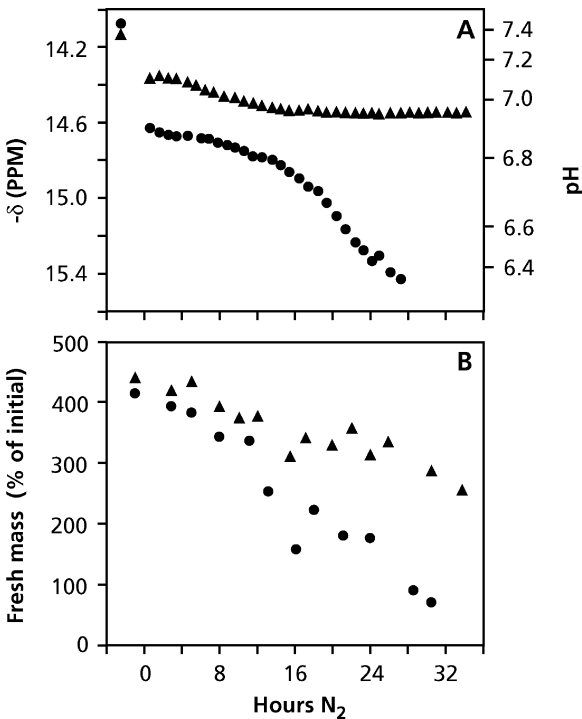 A
14.2
14.6
15.0
15.4
-δ (PPM)
7.4
7.2
7.0
6.8
6.6
6.4
pH
B
500
400
300
200
100
0
Fresh mass (% of initial)
0 8 16 24 32
Hours N₂